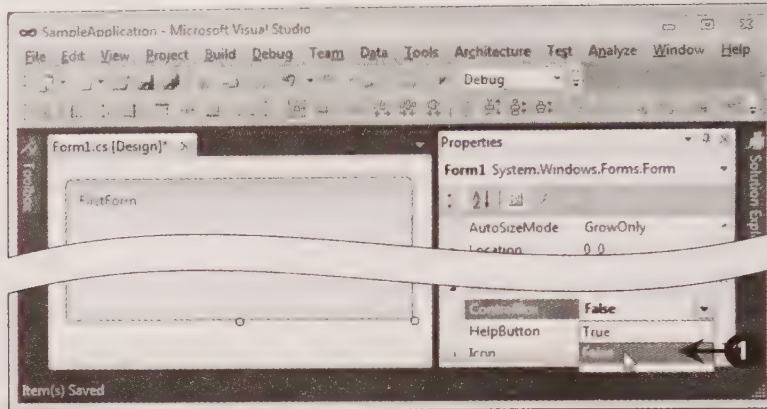 SampleApplication - Microsoft Visual Studio
File Edit View Project Build Debug Team Data Tools Architecture Test Analyze Window Help
Debug
Toolbox
Form1.cs [Design]*
FirstForm
Properties
Form1 System.Windows.Forms.Form
AutoSizeMode GrowOnly
Location 0, 0
ControlBox False
HelpButton True
Icon False
1
Solution Expl
Item(s) Saved